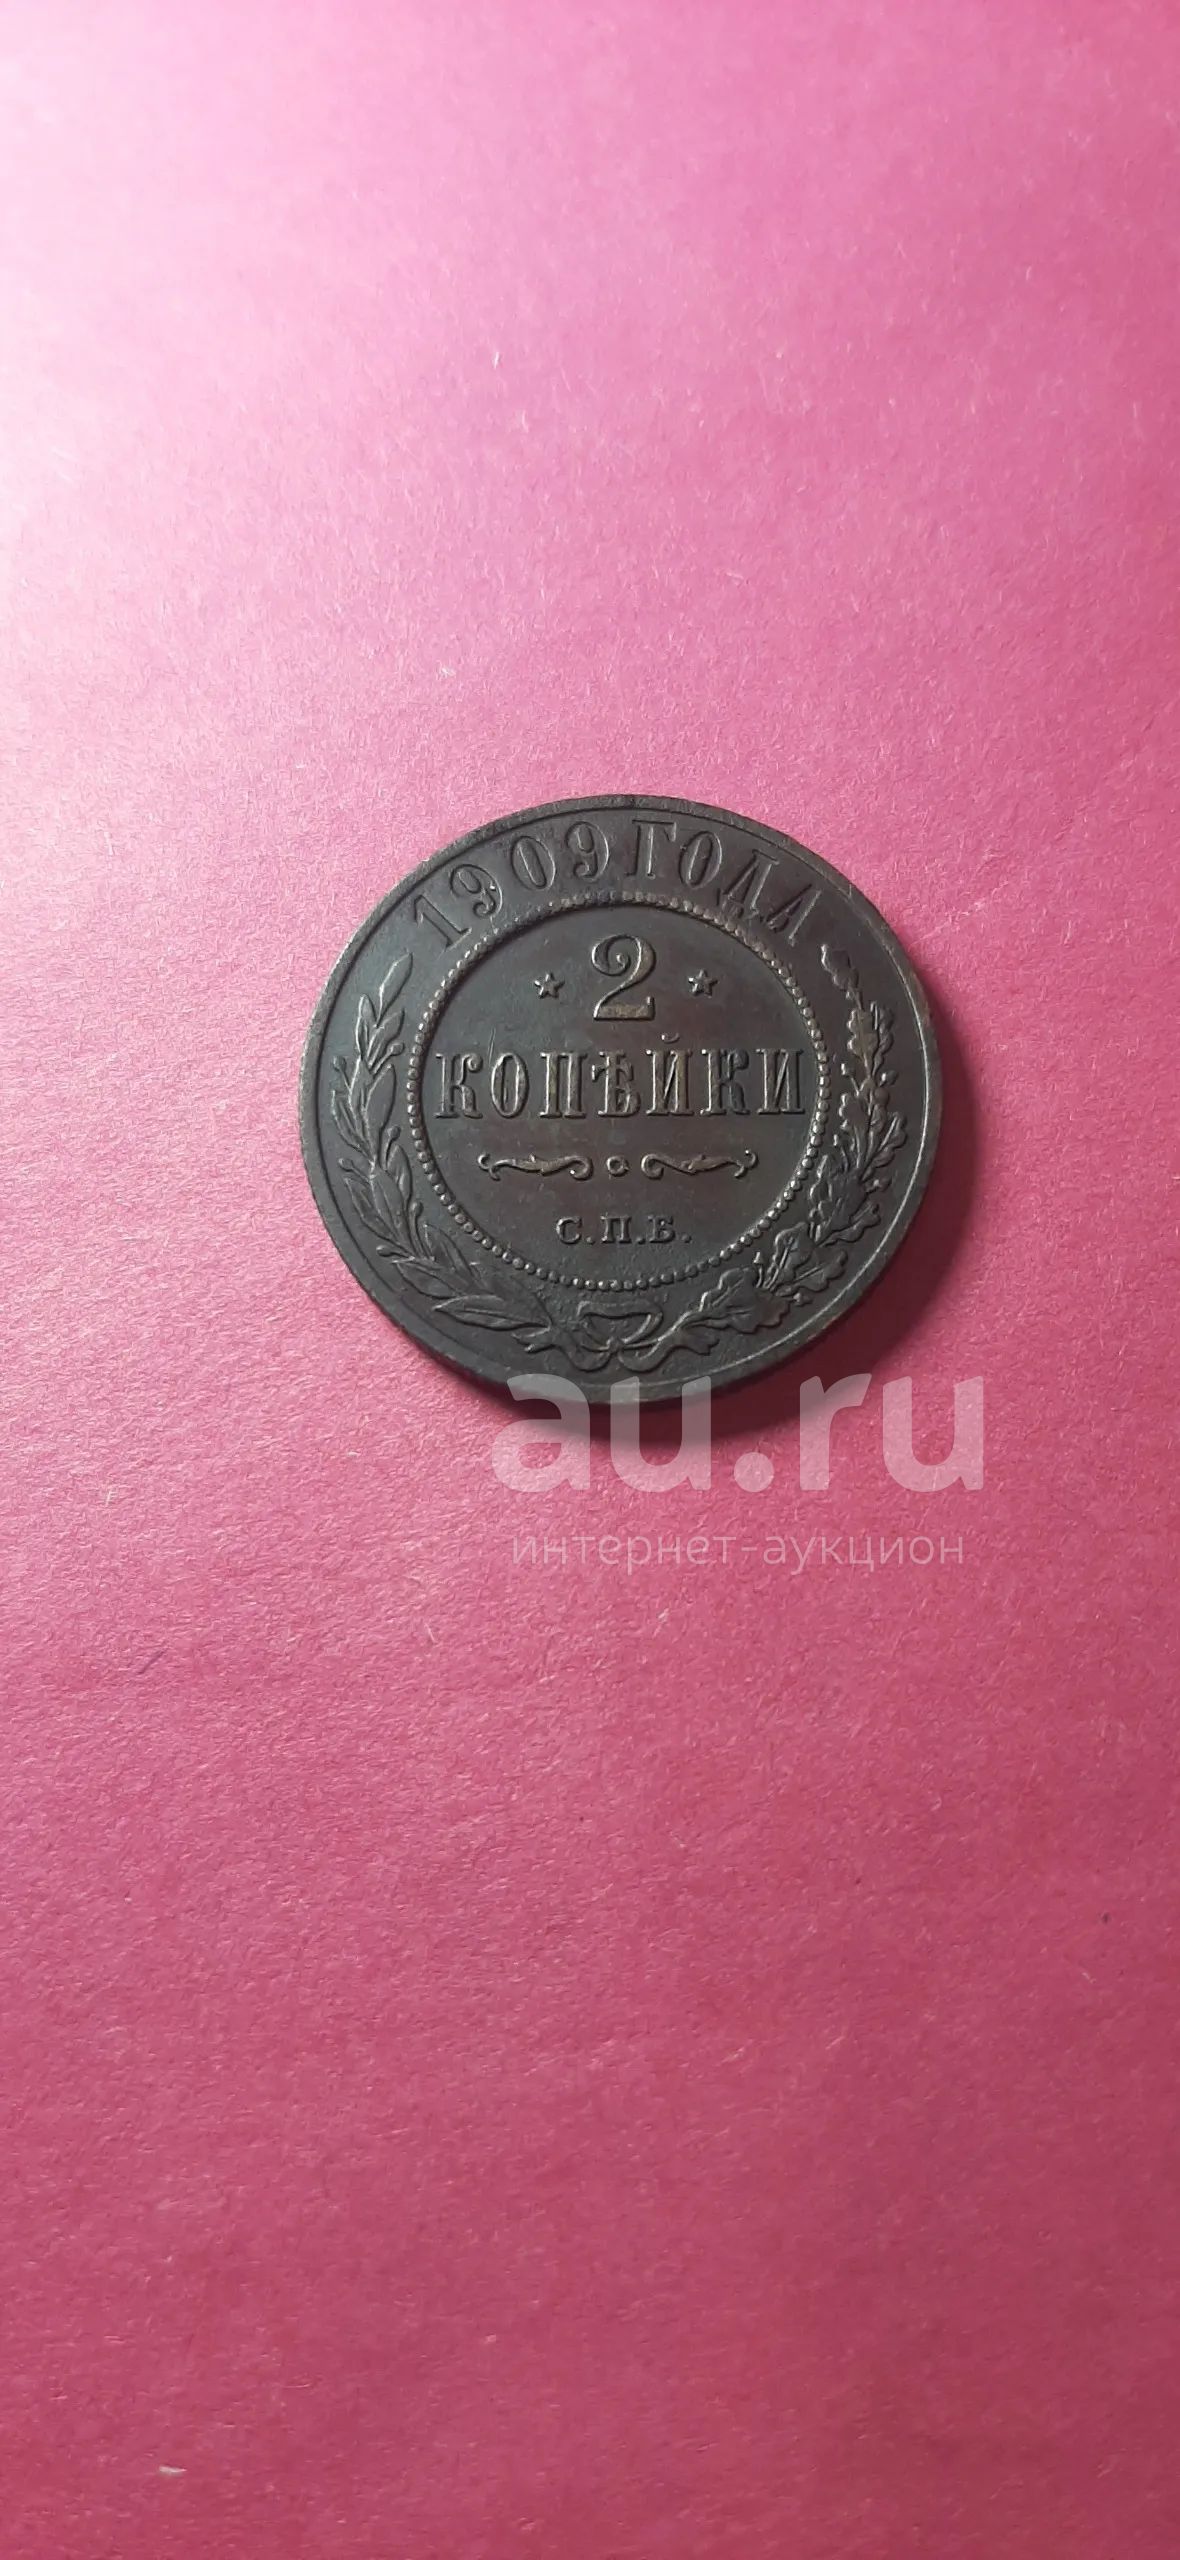 1909 ГОДА
2
КОПѢЙКИ
С.П.Б.
au.ru
интернет-аукцион